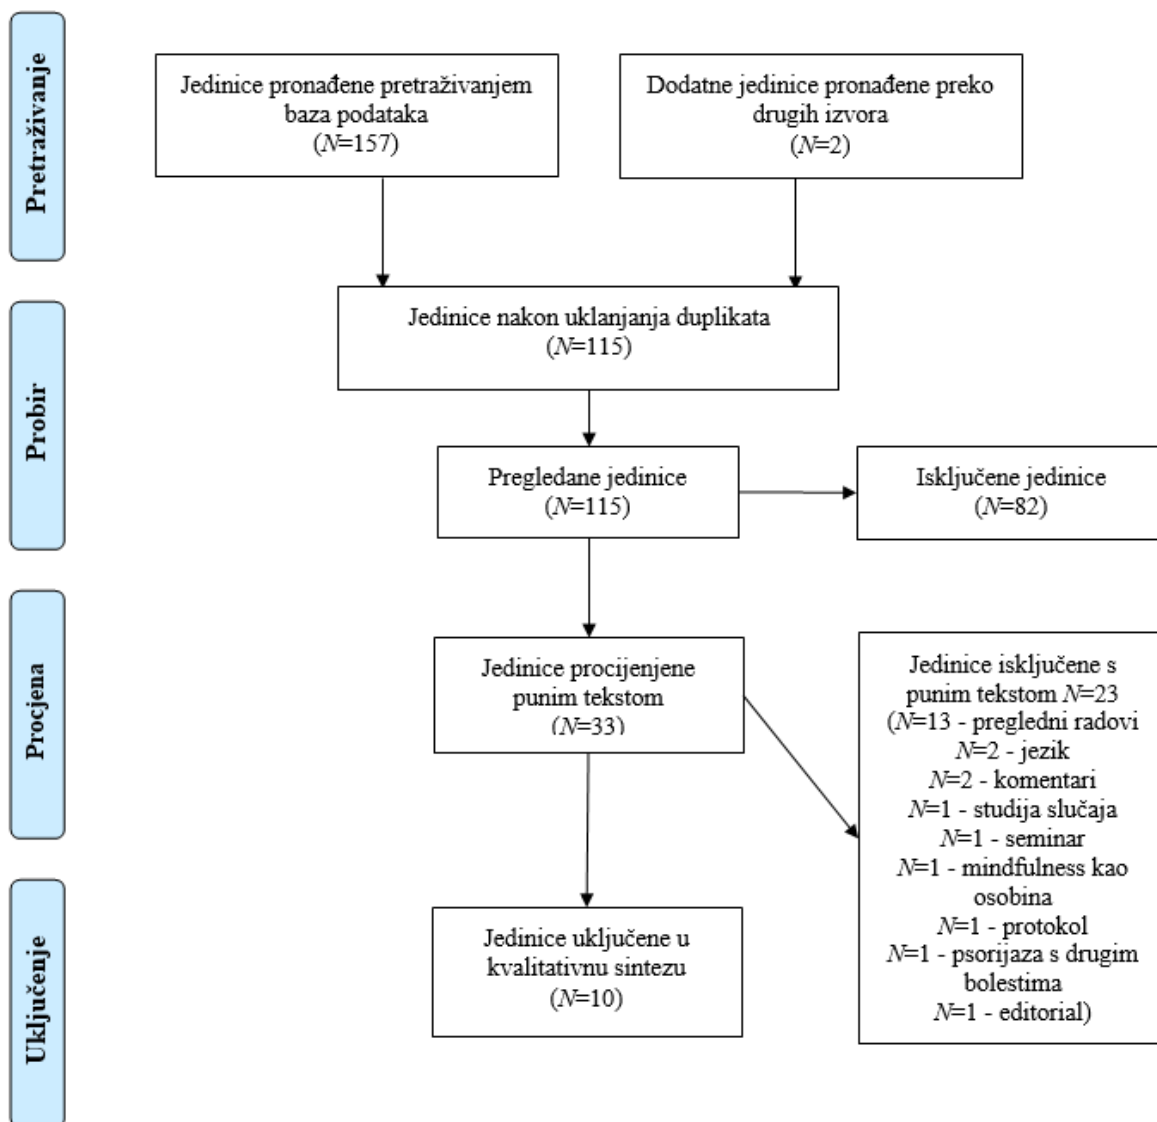 Pretraživanje
Jedinice pronađene pretraživanjem
baza podataka
(N=157)
Dodatne jedinice pronađene preko
drugih izvora
(N=2)
Probir
Jedinice nakon uklanjanja duplikata
(N=115)
Pregledane jedinice
(N=115)
Isključene jedinice
(N=82)
Procjena
Jedinice procijenjene
punim tekstom
(N=33)
Jedinice isključene s
punim tekstom N=23
(N=13 - pregledni radovi
N=2 - jezik
N=2 - komentari
N=1 - studija slučaja
N=1 - seminar
N=1 - mindfulness kao
osobina
N=1 - protokol
N=1 - psorijaza s drugim
bolestima
N=1 - editorial)
Uključenje
Jedinice uključene u
kvalitativnu sintezu
(N=10)